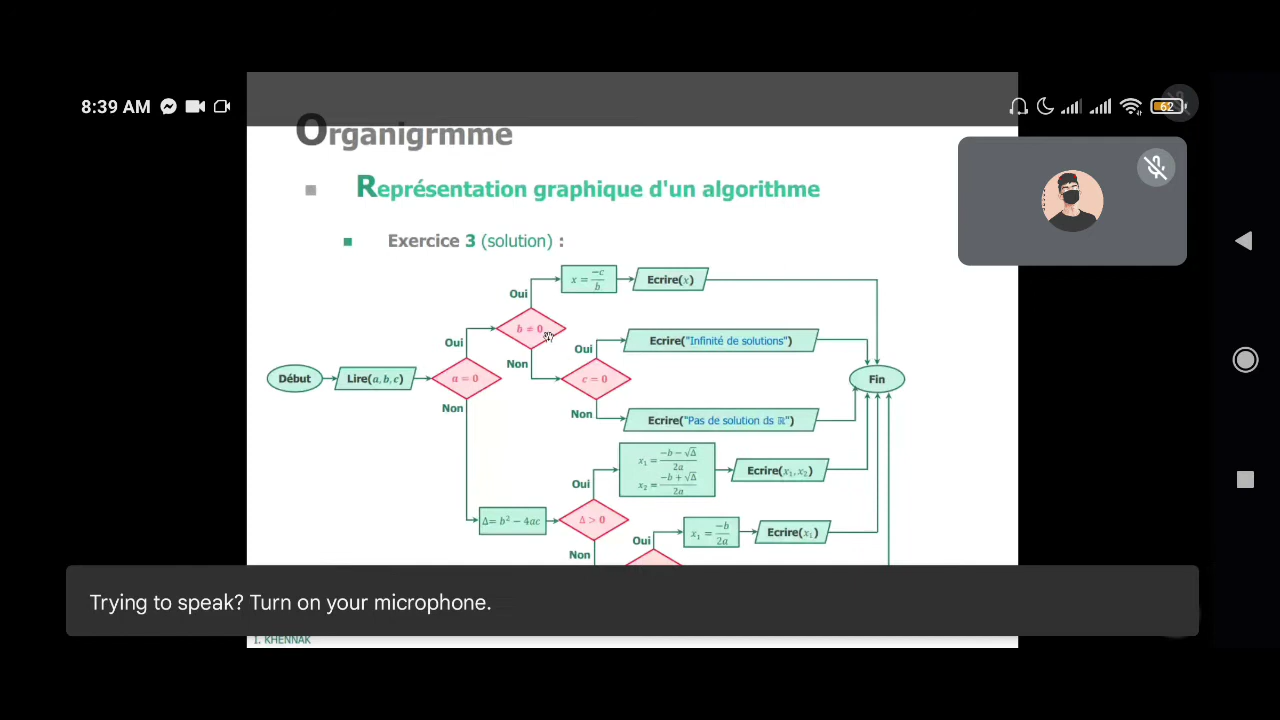 8:39 AM
62
Organigrmme
Représentation graphique d'un algorithme
Exercice 3 (solution) :
x = -c/b
Ecrire(x)
Oui
b ≠ 0
Oui
Non
Oui
Ecrire("Infinité de solutions")
Début
Lire(a, b, c)
a = 0
c = 0
Fin
Non
Non
Ecrire("Pas de solution ds ℝ")
x₁ = -b - √Δ / 2a
x₂ = -b + √Δ / 2a
Ecrire(x₁, x₂)
Oui
Δ= b² - 4ac
Δ > 0
x₁ = -b / 2a
Ecrire(x₁)
Oui
Non
Trying to speak? Turn on your microphone.
I. KHENNAK